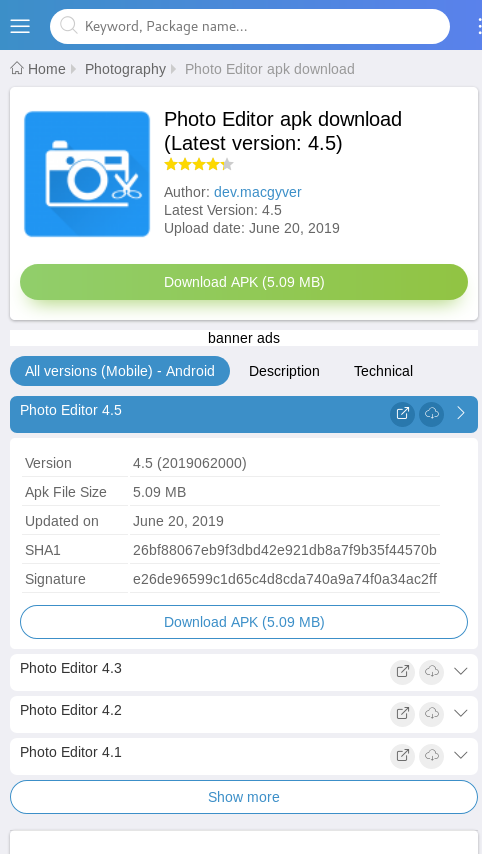 Keyword, Package name...
Home Photography Photo Editor apk download
Photo Editor apk download
(Latest version: 4.5)
Author: dev.macgyver
Latest Version: 4.5
Upload date: June 20, 2019
Download APK (5.09 MB)
banner ads
All versions (Mobile) - Android Description Technical
Photo Editor 4.5
Version 4.5 (2019062000)
Apk File Size 5.09 MB
Updated on June 20, 2019
SHA1 26bf88067eb9f3dbd42e921db8a7f9b35f44570b
Signature e26de96599c1d65c4d8cda740a9a74f0a34ac2ff
Download APK (5.09 MB)
Photo Editor 4.3
Photo Editor 4.2
Photo Editor 4.1
Show more